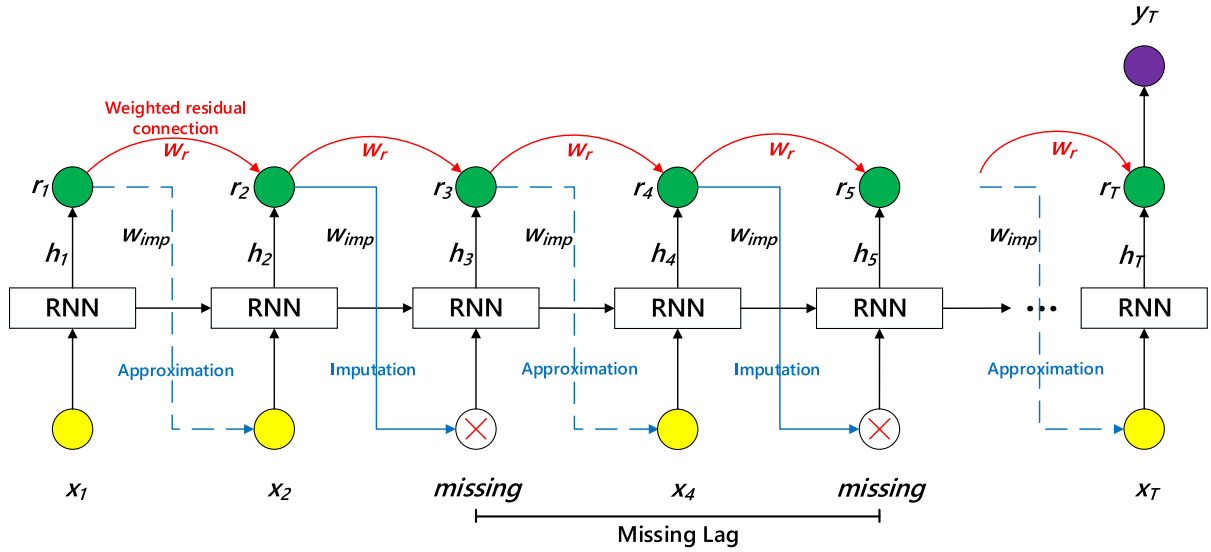 y_T
Weighted residual
connection
w_r w_r w_r w_r w_r
r_1 r_2 r_3 r_4 r_5 r_T
w_imp w_imp w_imp w_imp w_imp
h_1 h_2 h_3 h_4 h_5 h_T
RNN RNN RNN RNN RNN ... RNN
Approximation Imputation Approximation Imputation Approximation
x_1 x_2 missing x_4 missing x_T
Missing Lag